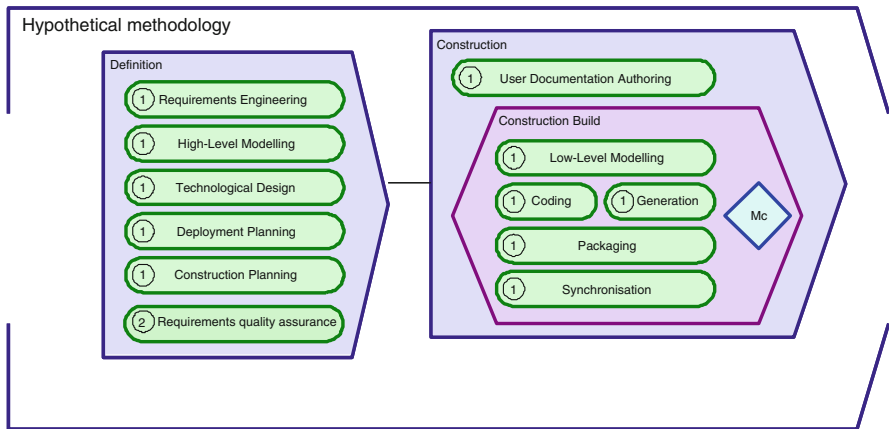 Hypothetical methodology
Definition
1 Requirements Engineering
1 High-Level Modelling
1 Technological Design
1 Deployment Planning
1 Construction Planning
2 Requirements quality assurance
Construction
1 User Documentation Authoring
Construction Build
1 Low-Level Modelling
1 Coding
1 Generation
1 Packaging
1 Synchronisation
Mc